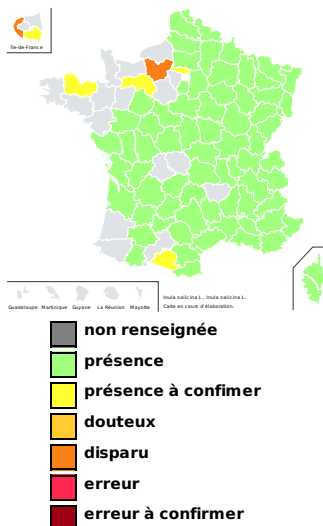 Île-de-France
Guadeloupe Martinique Guyane La Réunion Mayotte
Inula salicina L., Inula salicina L.
Carte en cours d'élaboration.
non renseignée
présence
présence à confimer
douteux
disparu
erreur
erreur à confirmer